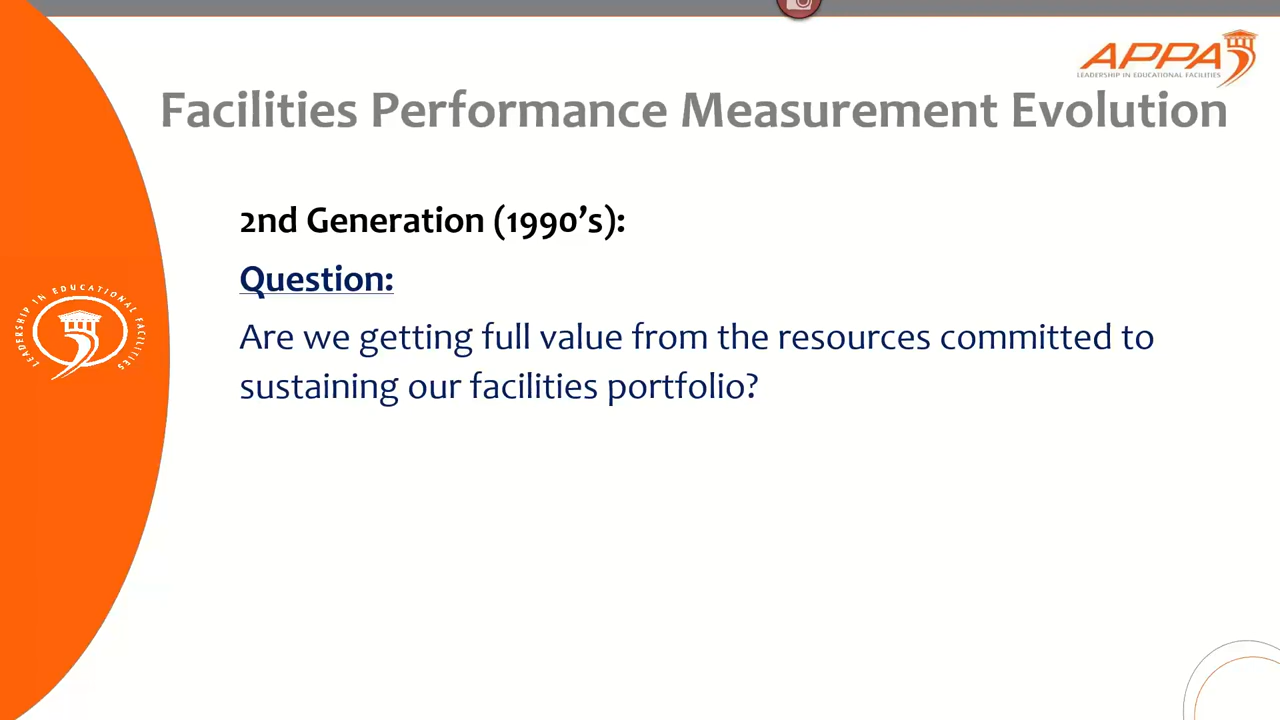 APPA
LEADERSHIP IN EDUCATIONAL FACILITIES
Facilities Performance Measurement Evolution
2nd Generation (1990’s):
Question:
Are we getting full value from the resources committed to
sustaining our facilities portfolio?
LEADERSHIP IN EDUCATIONAL FACILITIES